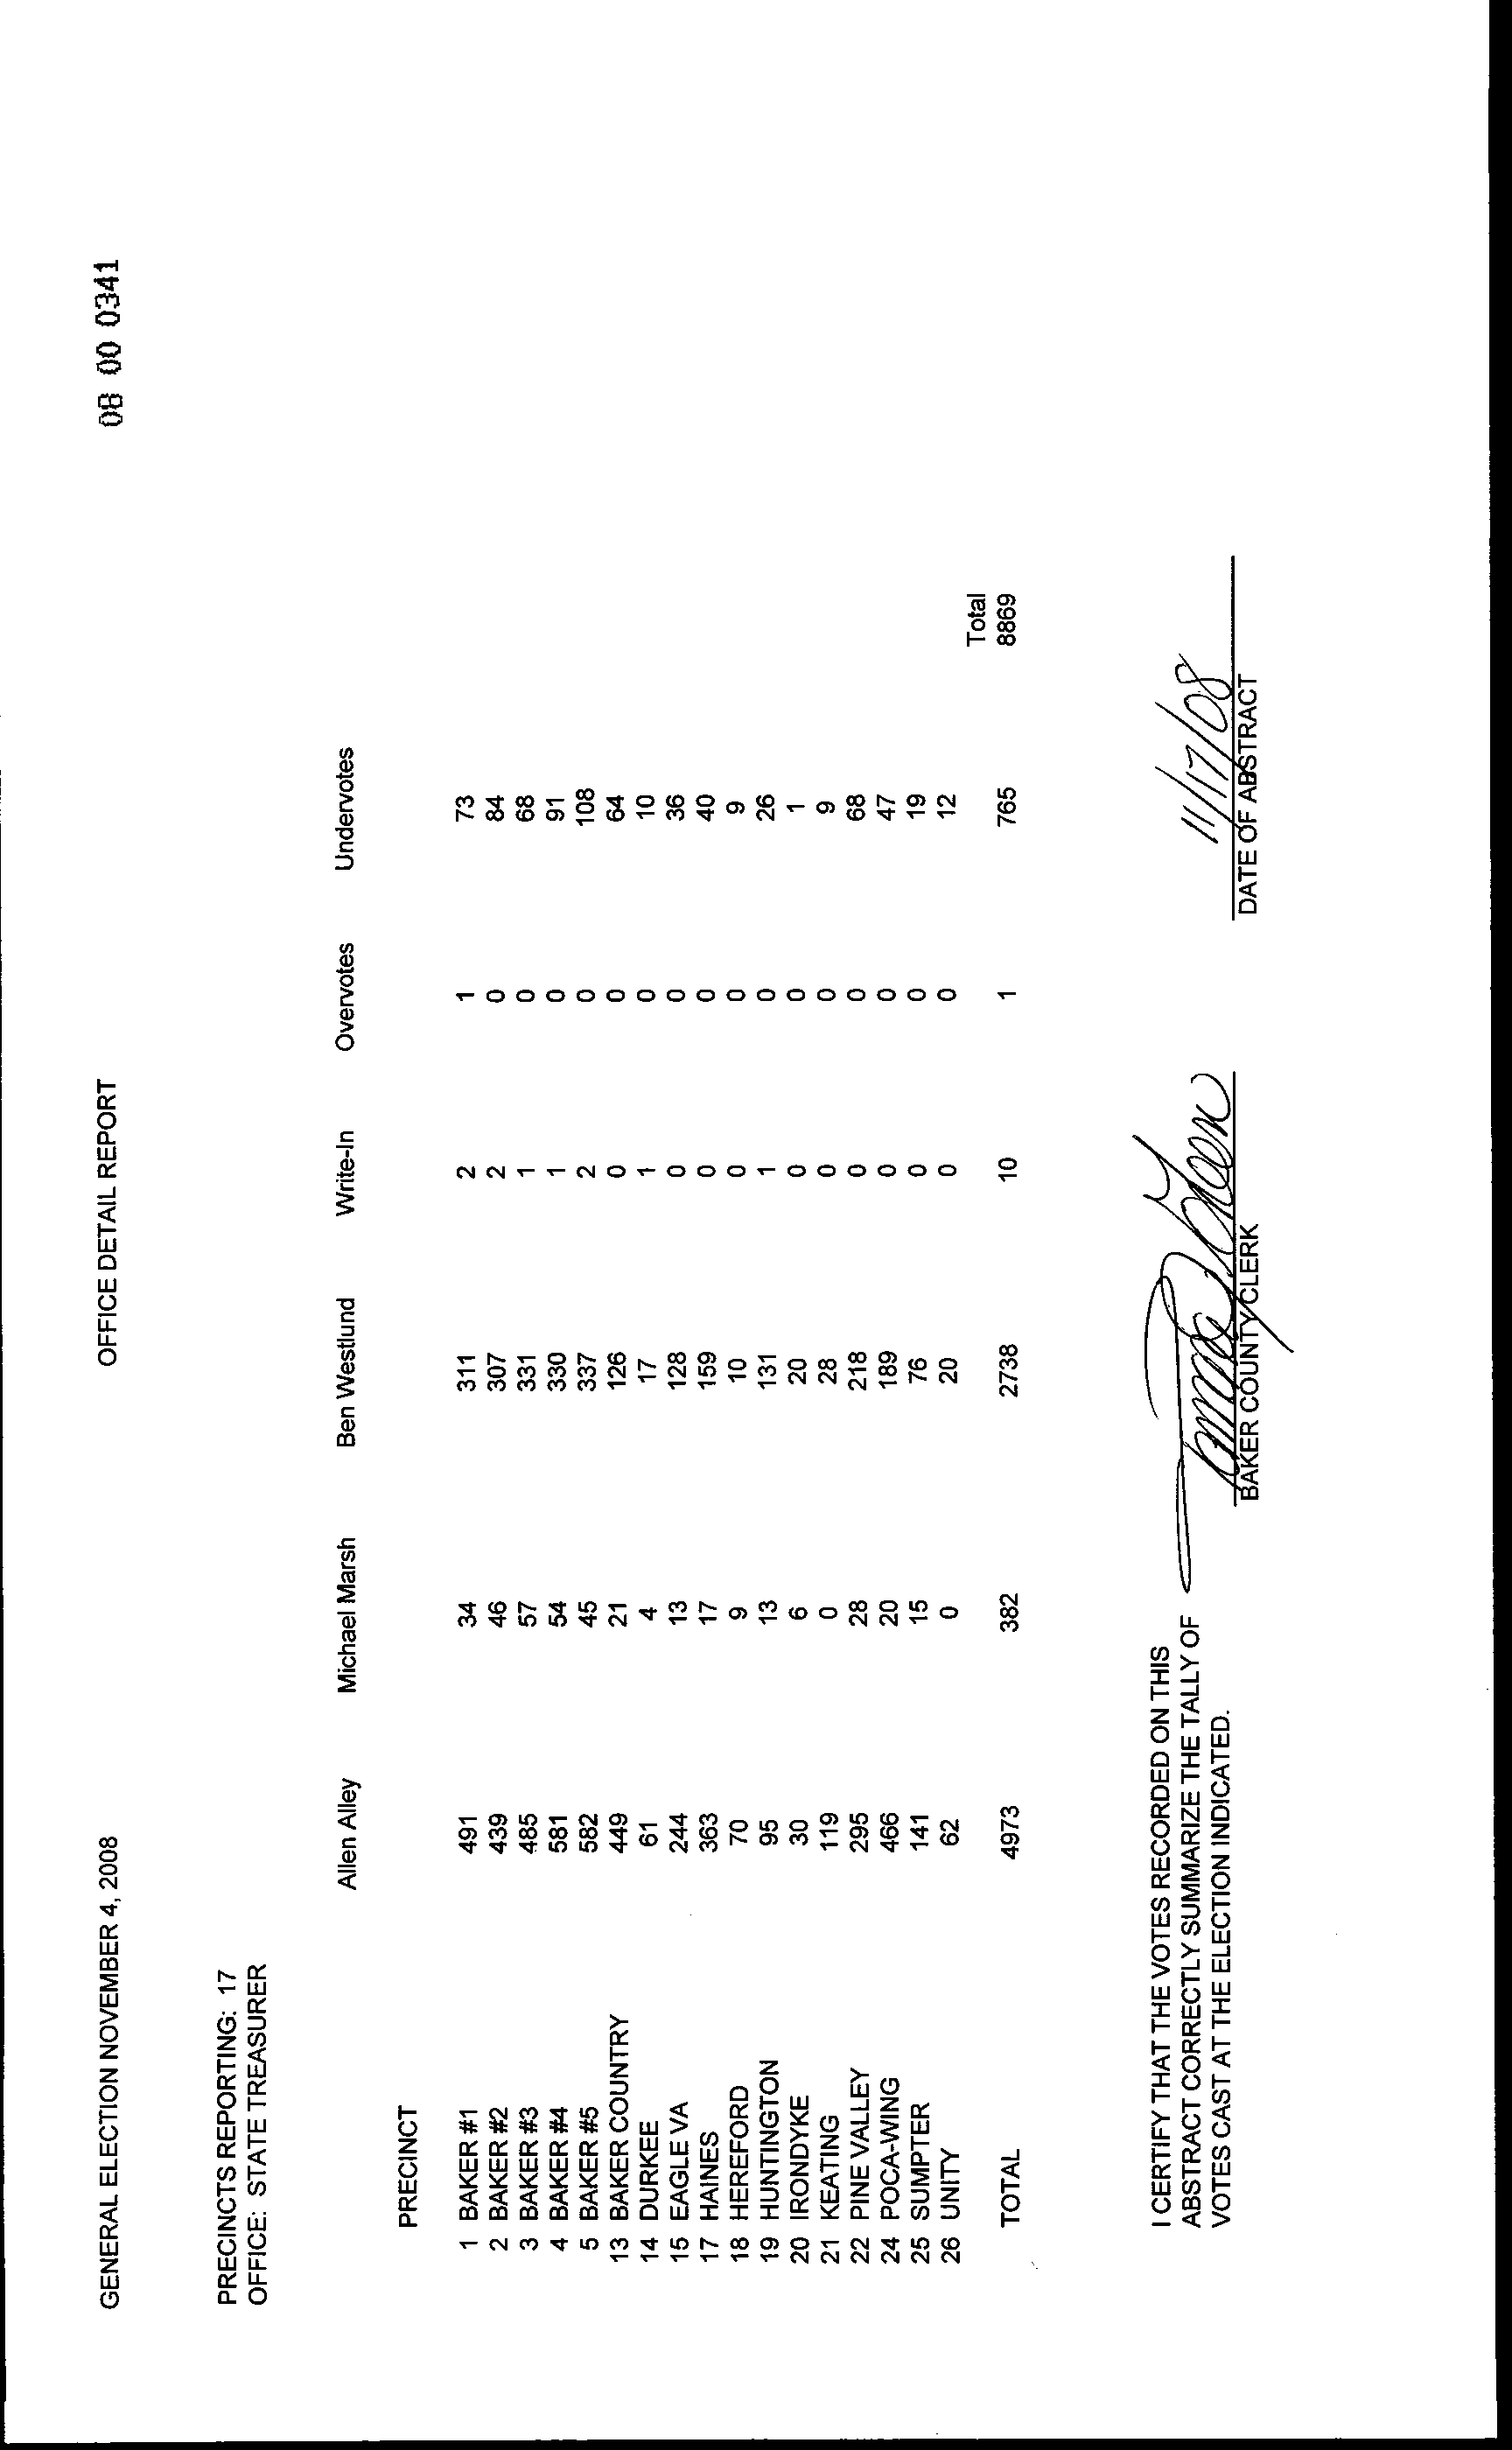 GENERAL ELECTION NOVEMBER 4, 2008 OFFICE DETAIL REPORT 08 00 0341
PRECINCTS REPORTING: 17
OFFICE: STATE TREASURER
Allen Alley Michael Marsh Ben Westlund Write-In Overvotes Undervotes
PRECINCT
1 BAKER #1 491 34 311 2 1 73
2 BAKER #2 439 46 307 2 0 84
3 BAKER #3 485 57 331 1 0 68
4 BAKER #4 581 54 330 1 0 91
5 BAKER #5 582 45 337 2 0 108
13 BAKER COUNTRY 449 21 126 0 0 64
14 DURKEE 61 4 17 1 0 10
15 EAGLE VA 244 13 128 0 0 36
17 HAINES 363 17 159 0 0 40
18 HEREFORD 70 9 10 0 0 9
19 HUNTINGTON 95 13 131 1 0 26
20 IRONDYKE 30 6 20 0 0 1
21 KEATING 119 0 28 0 0 9
22 PINE VALLEY 295 28 218 0 0 68
24 POCA-WING 466 20 189 0 0 47
25 SUMPTER 141 15 76 0 0 19
26 UNITY 62 0 20 0 0 12
Total
TOTAL 4973 382 2738 10 1 765 8869
I CERTIFY THAT THE VOTES RECORDED ON THIS
ABSTRACT CORRECTLY SUMMARIZE THE TALLY OF
VOTES CAST AT THE ELECTION INDICATED.
11/17/08
BAKER COUNTY CLERK DATE OF ABSTRACT